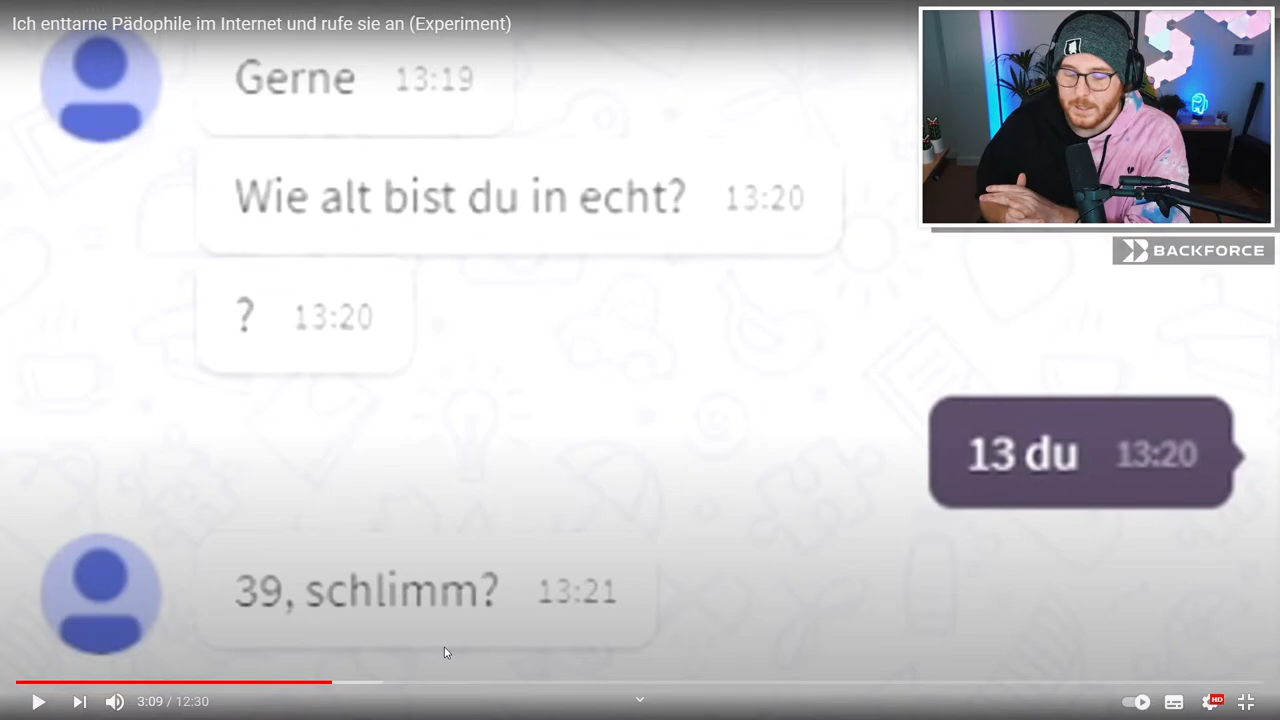 Ich enttarne Pädophile im Internet und rufe sie an (Experiment)
Gerne 13:19
Wie alt bist du in echt? 13:20
? 13:20
13 du 13:20
39, schlimm? 13:21
BACKFORCE
3:09 / 12:30
HD